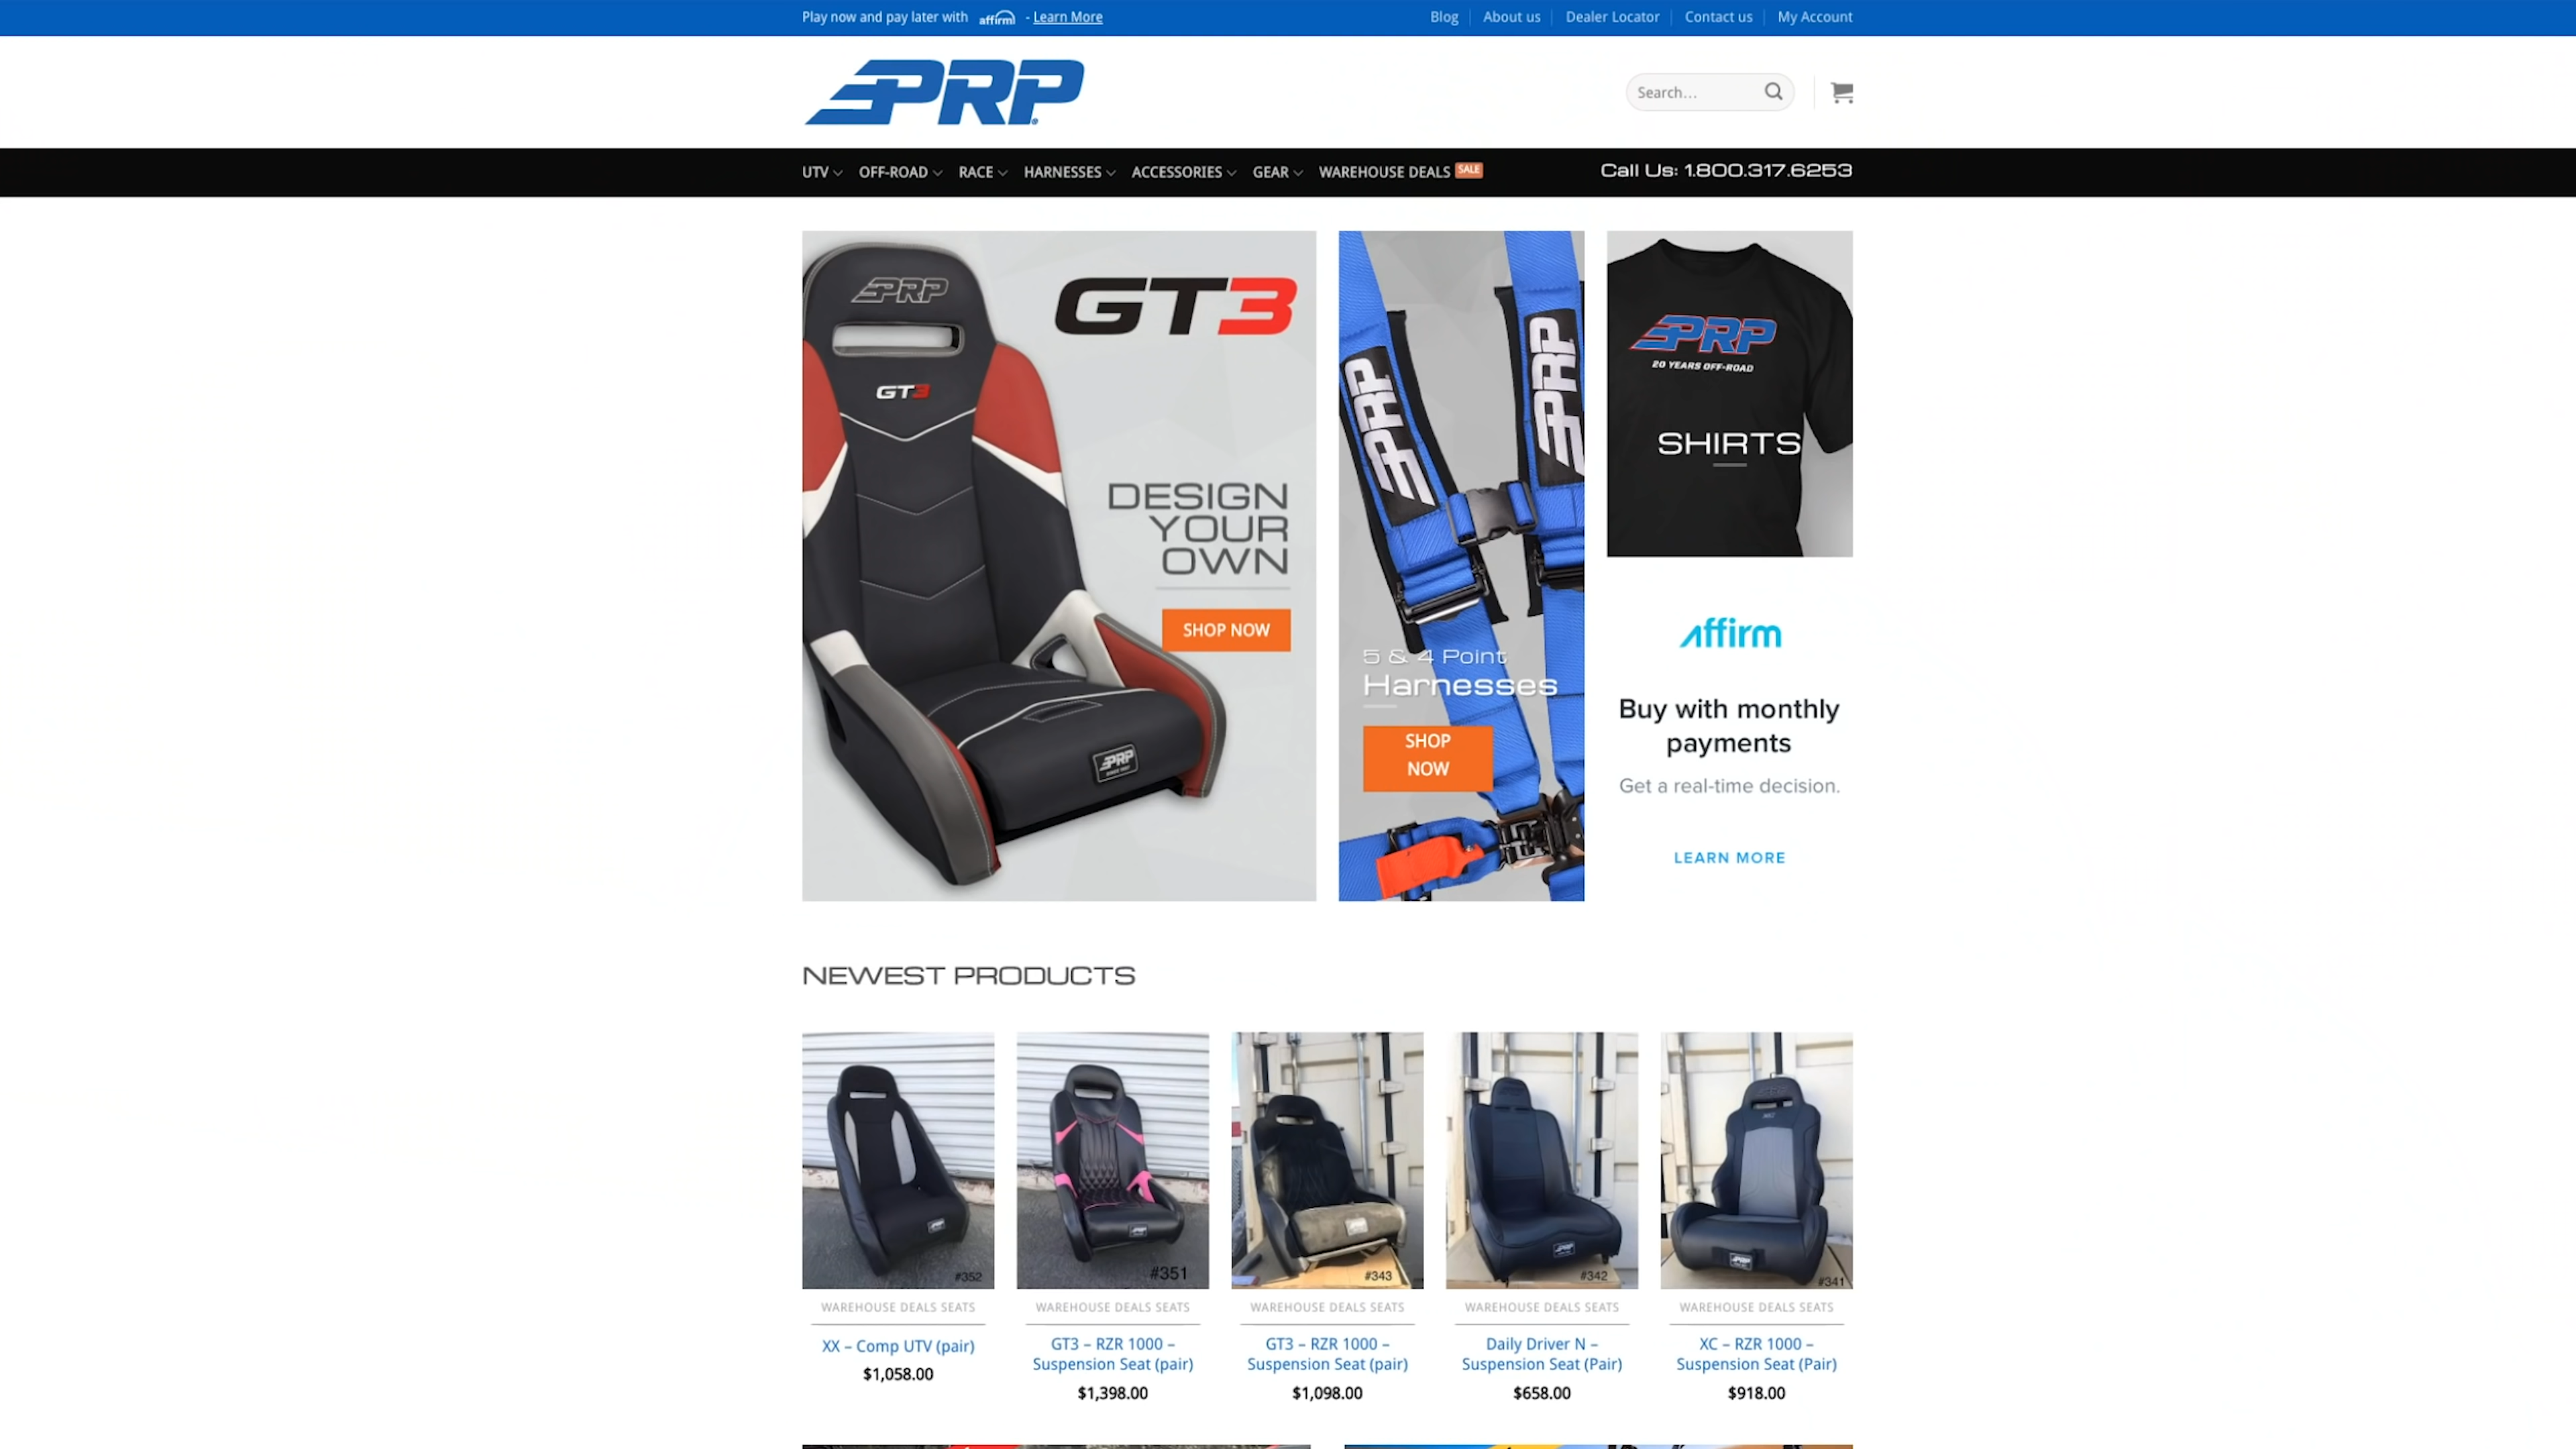 Play now and pay later with affirm - Learn More
Blog About us Dealer Locator Contact us My Account
PRP
Search...
UTV OFF-ROAD RACE HARNESSES ACCESSORIES GEAR WAREHOUSE DEALS SALE
Call Us: 1.800.317.6253
PRP
GT3
GT3
DESIGN
YOUR
OWN
SHOP NOW
PRP
PRP
PRP
5 & 4 Point
Harnesses
SHOP
NOW
PRP
20 YEARS OFF-ROAD
SHIRTS
affirm
Buy with monthly
payments
Get a real-time decision.
LEARN MORE
NEWEST PRODUCTS
#352
#351
#343
#342
#341
WAREHOUSE DEALS SEATS
XX – Comp UTV (pair)
$1,058.00
WAREHOUSE DEALS SEATS
GT3 – RZR 1000 –
Suspension Seat (pair)
$1,398.00
WAREHOUSE DEALS SEATS
GT3 – RZR 1000 –
Suspension Seat (pair)
$1,098.00
WAREHOUSE DEALS SEATS
Daily Driver N –
Suspension Seat (Pair)
$658.00
WAREHOUSE DEALS SEATS
XC – RZR 1000 –
Suspension Seat (Pair)
$918.00